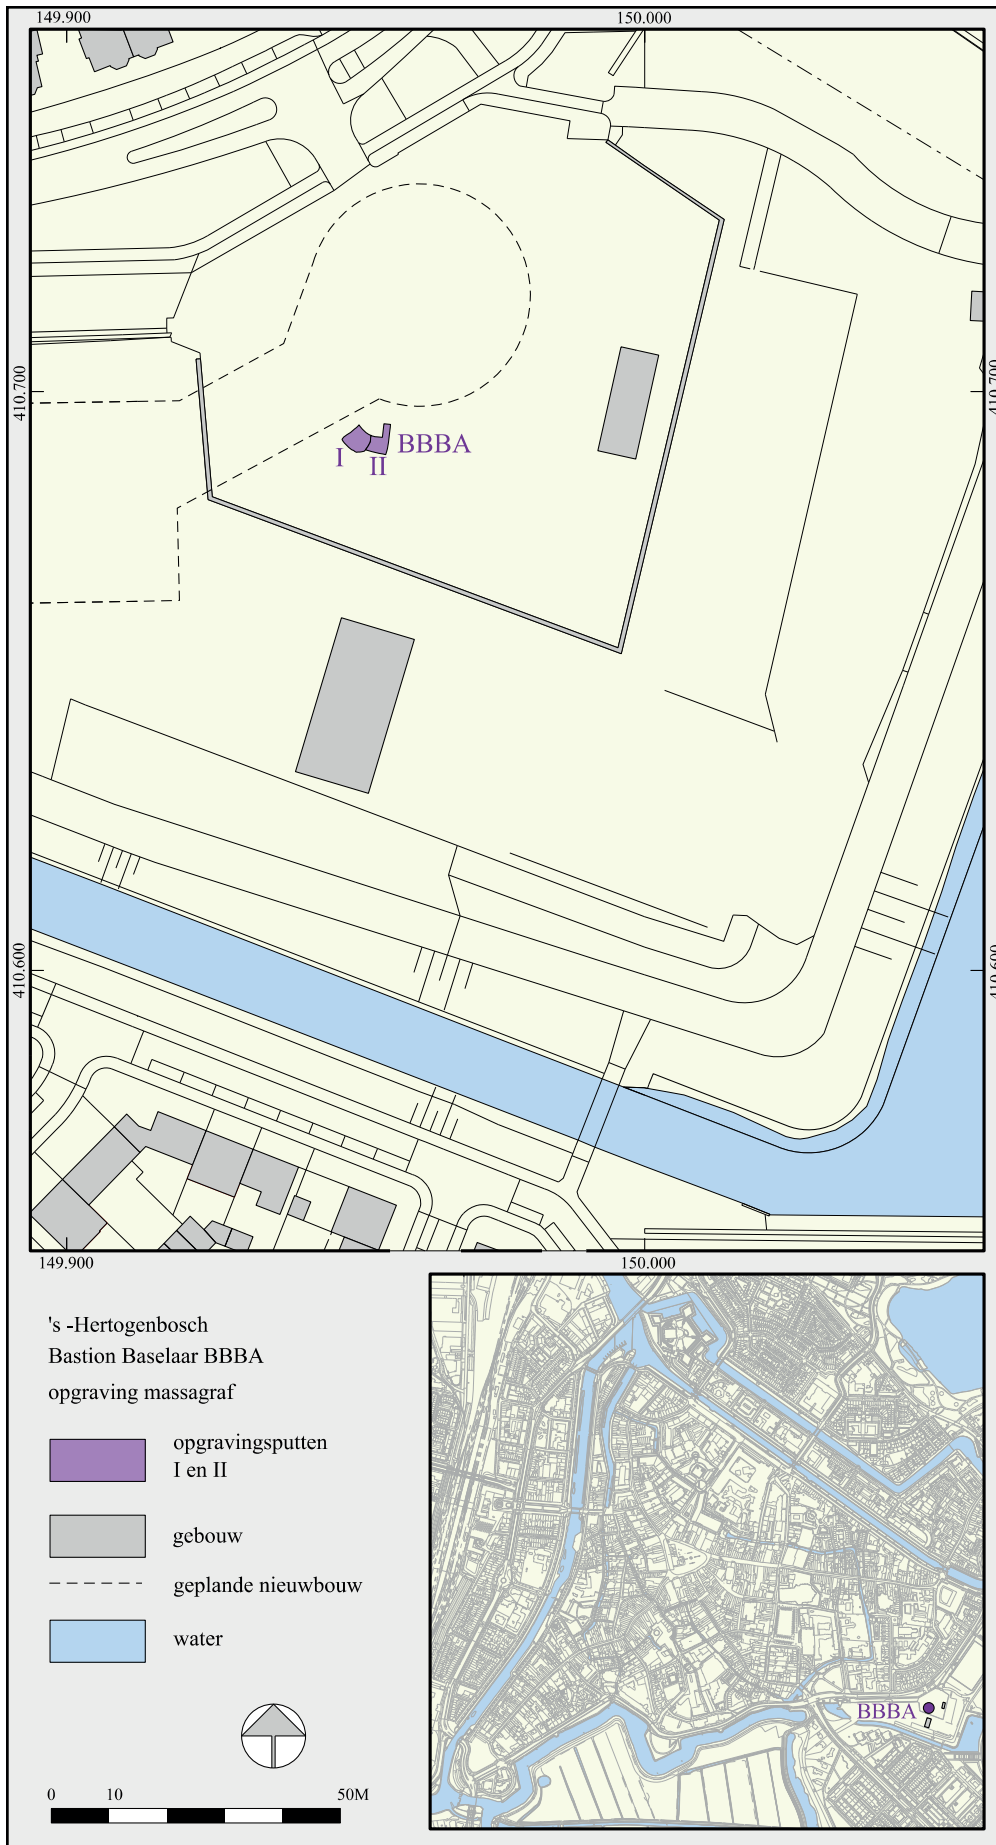 149.900
150.000
410.700
410.700
I
II
BBBA
410.600
410.600
149.900
150.000
's -Hertogenbosch
Bastion Baselaar BBBA
opgraving massagraf
opgravingsputten
I en II
gebouw
geplande nieuwbouw
water
BBBA
0 10 50M